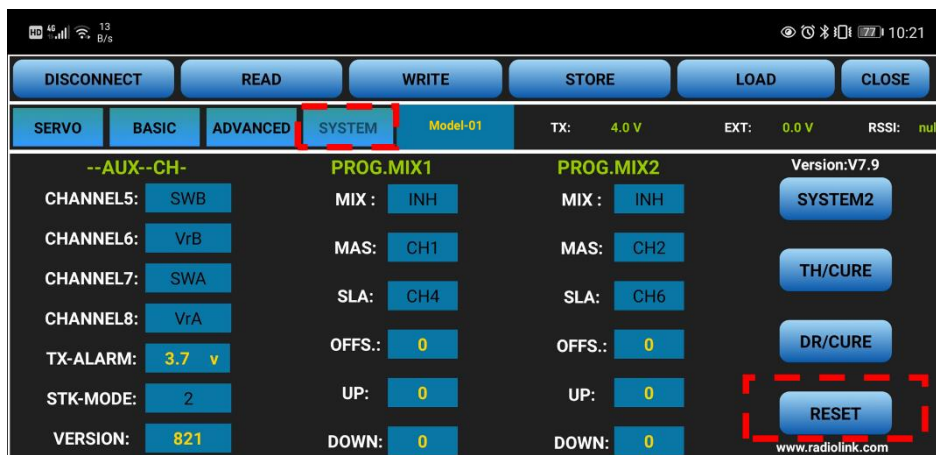 HD 46 13 B/s 77 10:21
DISCONNECT READ WRITE STORE LOAD CLOSE
SERVO BASIC ADVANCED SYSTEM Model-01 TX: 4.0 V EXT: 0.0 V RSSI: nul
--AUX--CH- PROG.MIX1 PROG.MIX2 Version:V7.9
CHANNEL5: SWB MIX : INH MIX : INH SYSTEM2
CHANNEL6: VrB MAS: CH1 MAS: CH2
CHANNEL7: SWA SLA: CH4 SLA: CH6 TH/CURE
CHANNEL8: VrA
TX-ALARM: 3.7 v OFFS.: 0 OFFS.: 0 DR/CURE
STK-MODE: 2 UP: 0 UP: 0 RESET
VERSION: 821 DOWN: 0 DOWN: 0 www.radiolink.com